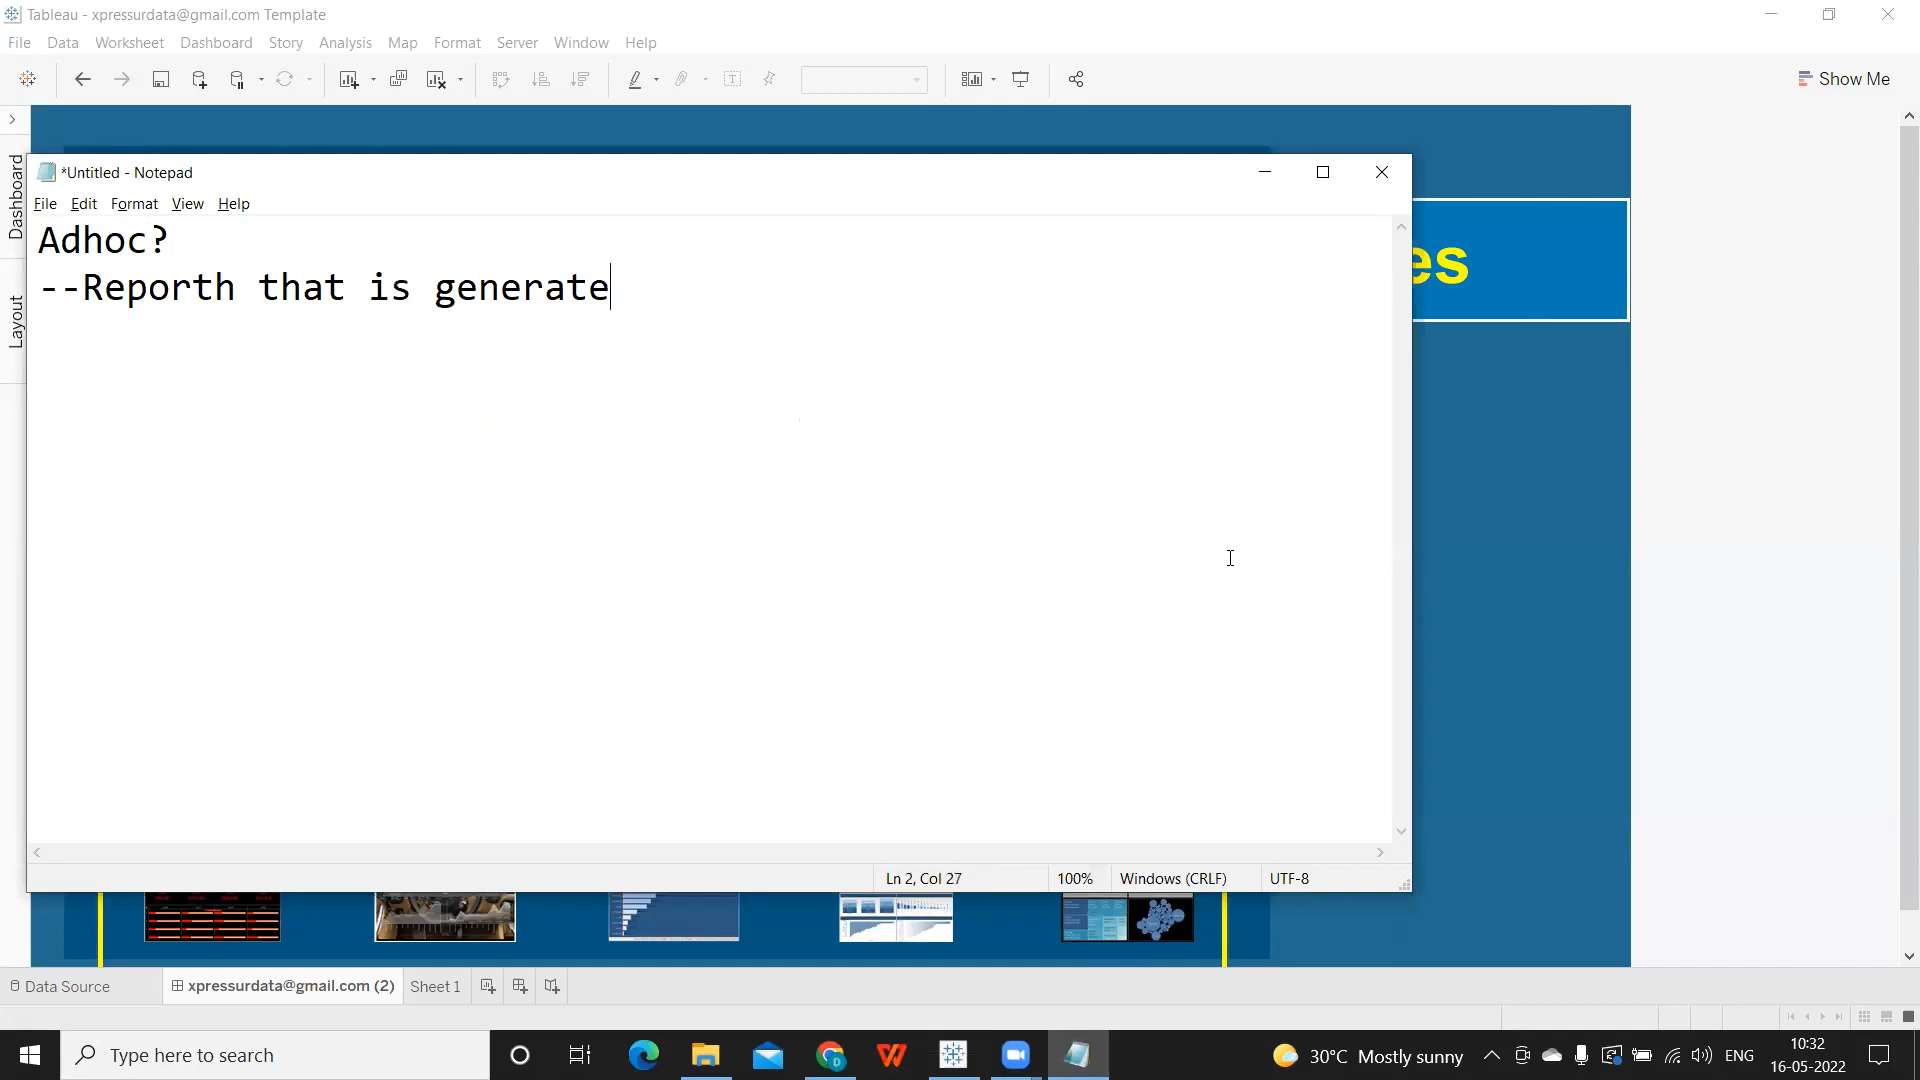 Tableau - xpressurdata@gmail.com Template
File Data Worksheet Dashboard Story Analysis Map Format Server Window Help
Show Me
Dashboard
Layout
*Untitled - Notepad
File Edit Format View Help
Adhoc?
--Reporth that is generate
es
Ln 2, Col 27
100%
Windows (CRLF)
UTF-8
Data Source
xpressurdata@gmail.com (2)
Sheet 1
Type here to search
30°C Mostly sunny
ENG
10:32
16-05-2022